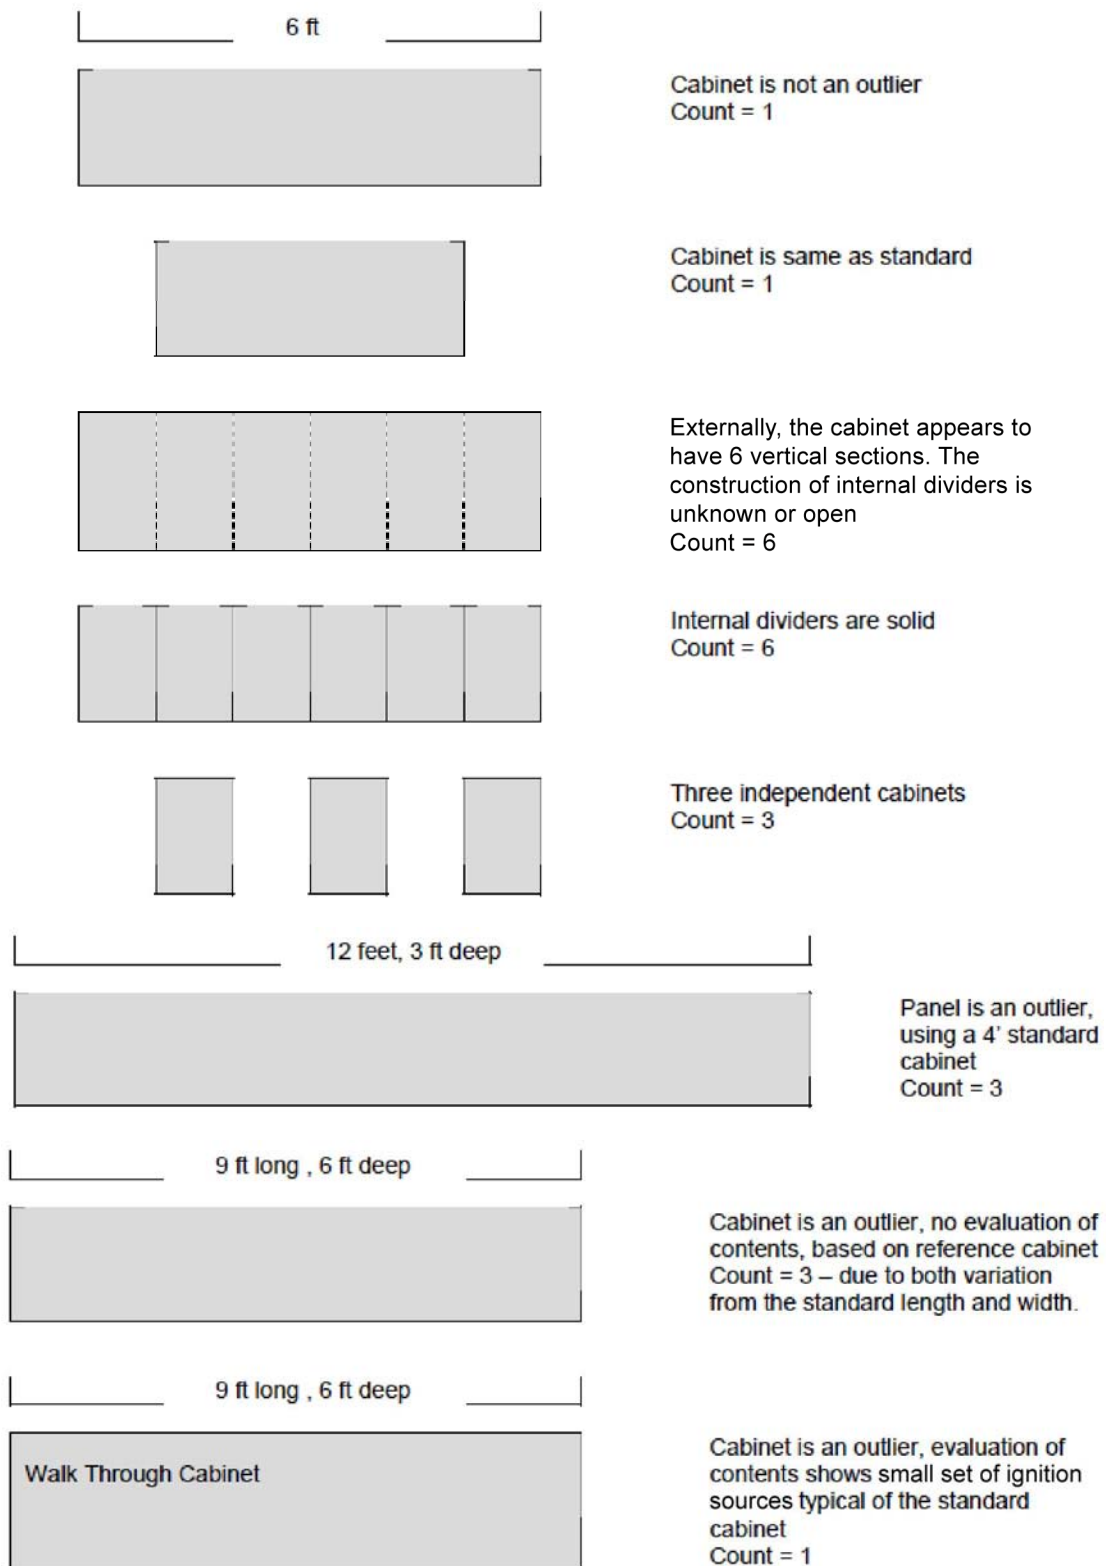 6 ft
Cabinet is not an outlier
Count = 1
Cabinet is same as standard
Count = 1
Externally, the cabinet appears to
have 6 vertical sections. The
construction of internal dividers is
unknown or open
Count = 6
Internal dividers are solid
Count = 6
Three independent cabinets
Count = 3
12 feet, 3 ft deep
Panel is an outlier,
using a 4' standard
cabinet
Count = 3
9 ft long , 6 ft deep
Cabinet is an outlier, no evaluation of
contents, based on reference cabinet
Count = 3 – due to both variation
from the standard length and width.
9 ft long , 6 ft deep
Walk Through Cabinet
Cabinet is an outlier, evaluation of
contents shows small set of ignition
sources typical of the standard
cabinet
Count = 1